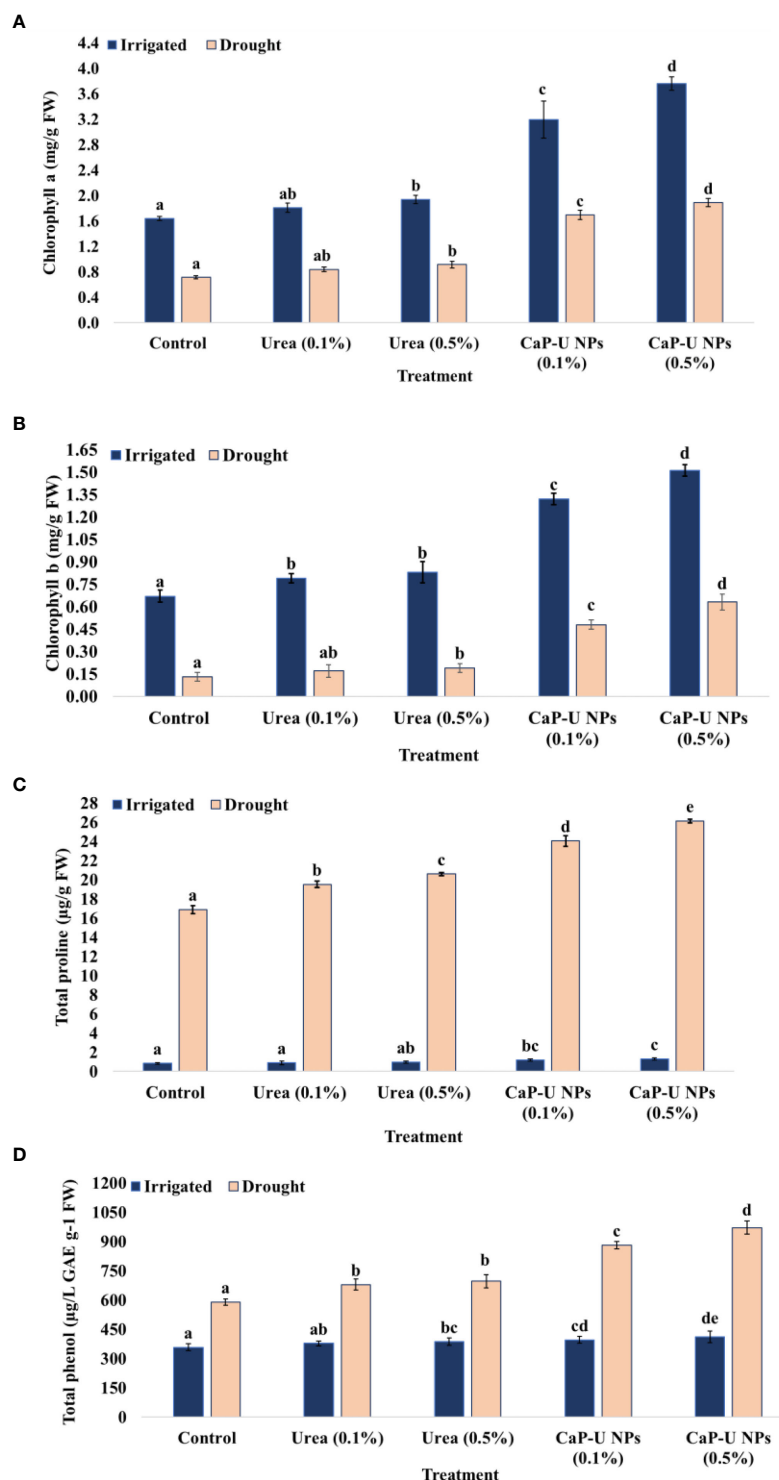 A
Irrigated Drought
Chlorophyll a (mg/g FW)
4.4
4.0
3.6
3.2
2.8
2.4
2.0
1.6
1.2
0.8
0.4
0.0
a
a
ab
ab
b
b
c
c
d
d
Control
Urea (0.1%)
Urea (0.5%)
CaP-U NPs
(0.1%)
CaP-U NPs
(0.5%)
Treatment
B
Irrigated Drought
Chlorophyll b (mg/g FW)
1.65
1.50
1.35
1.20
1.05
0.90
0.75
0.60
0.45
0.30
0.15
0.00
a
a
b
ab
b
b
c
c
d
d
Control
Urea (0.1%)
Urea (0.5%)
CaP-U NPs
(0.1%)
CaP-U NPs
(0.5%)
Treatment
C
Irrigated Drought
Total proline (µg/g FW)
28
26
24
22
20
18
16
14
12
10
8
6
4
2
0
a
a
a
b
ab
c
bc
d
c
e
Control
Urea (0.1%)
Urea (0.5%)
CaP-U NPs
(0.1%)
CaP-U NPs
(0.5%)
Treatment
D
Irrigated Drought
Total phenol (µg/L GAE g-1 FW)
1200
1050
900
750
600
450
300
150
0
a
a
ab
b
bc
b
cd
c
de
d
Control
Urea (0.1%)
Urea (0.5%)
CaP-U NPs
(0.1%)
CaP-U NPs
(0.5%)
Treatment